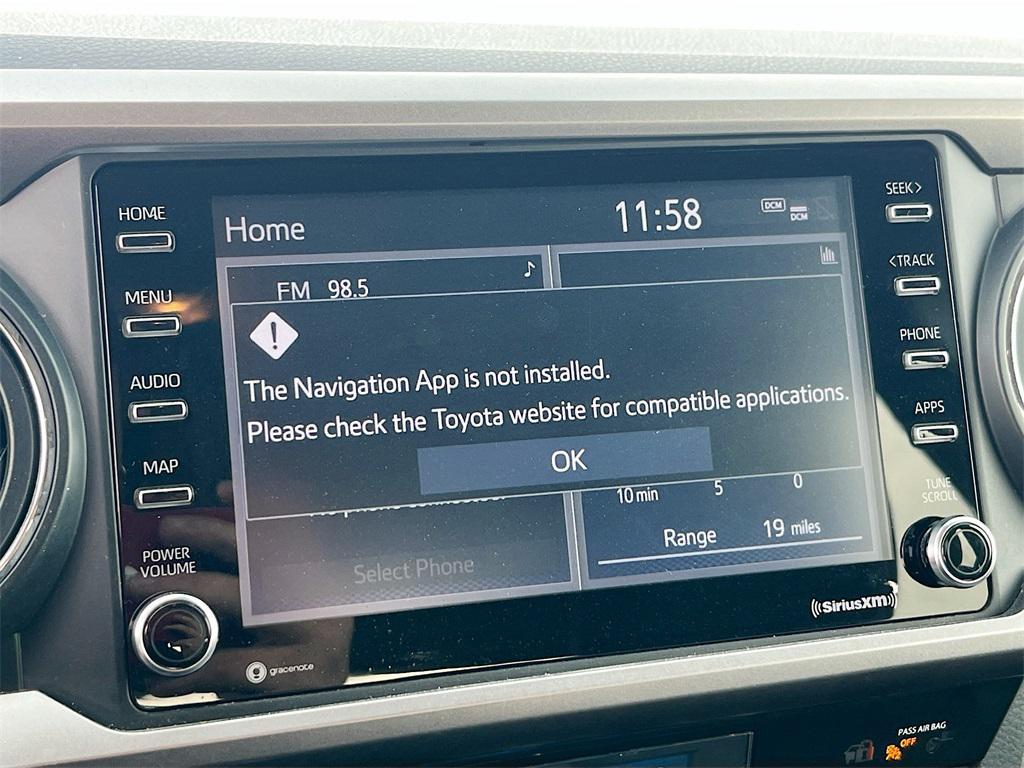 HOME
MENU
AUDIO
MAP
POWER
VOLUME
Home
11:58
DCM
DCM
FM 98.5
The Navigation App is not installed.
Please check the Toyota website for compatible applications.
OK
10 min 5 0
Range 19 miles
Select Phone
SEEK>
<TRACK
PHONE
APPS
TUNE
SCROLL
gracenote
((SiriusXM))
PASS AIR BAG
OFF